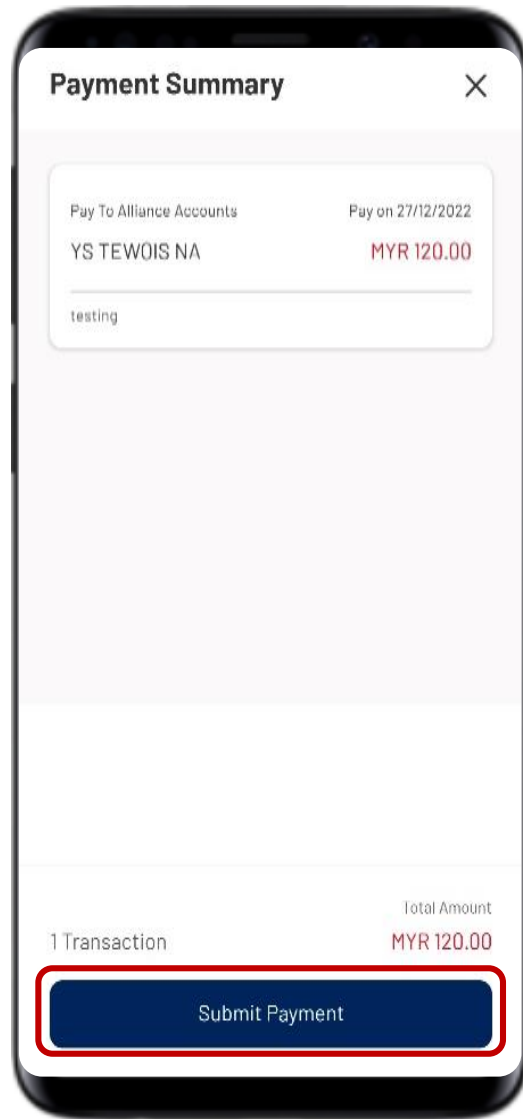 Payment Summary
Pay To Alliance Accounts Pay on 27/12/2022
YS TEWOIS NA MYR 120.00
testing
Total Amount
1 Transaction MYR 120.00
Submit Payment